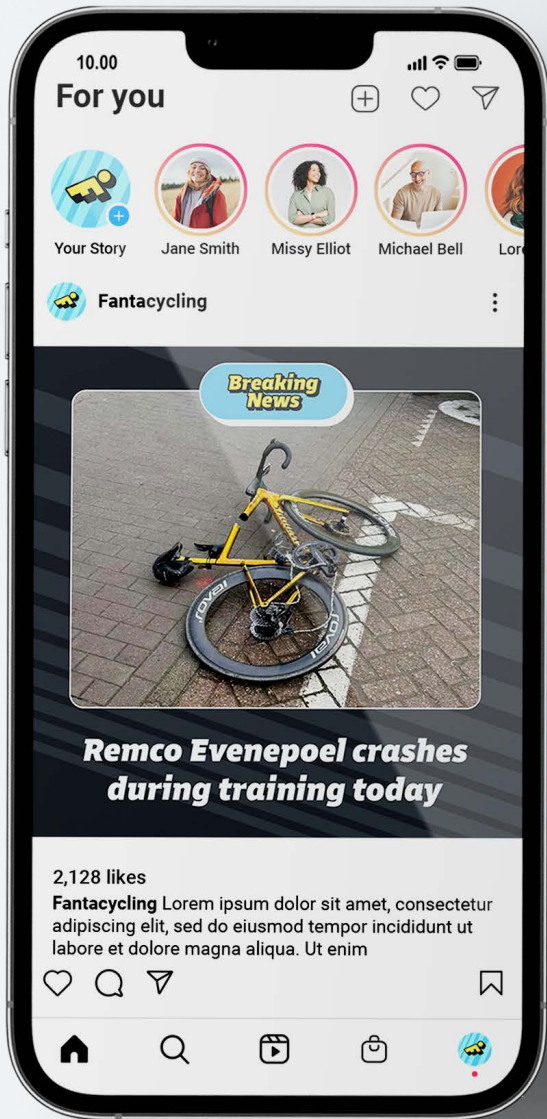 10.00
For you
Your Story
Jane Smith
Missy Elliot
Michael Bell
Fantacycling
Breaking
News
roval
roval
Remco Evenepoel crashes
during training today
2,128 likes
Fantacycling Lorem ipsum dolor sit amet, consectetur
adipiscing elit, sed do eiusmod tempor incididunt ut
labore et dolore magna aliqua. Ut enim